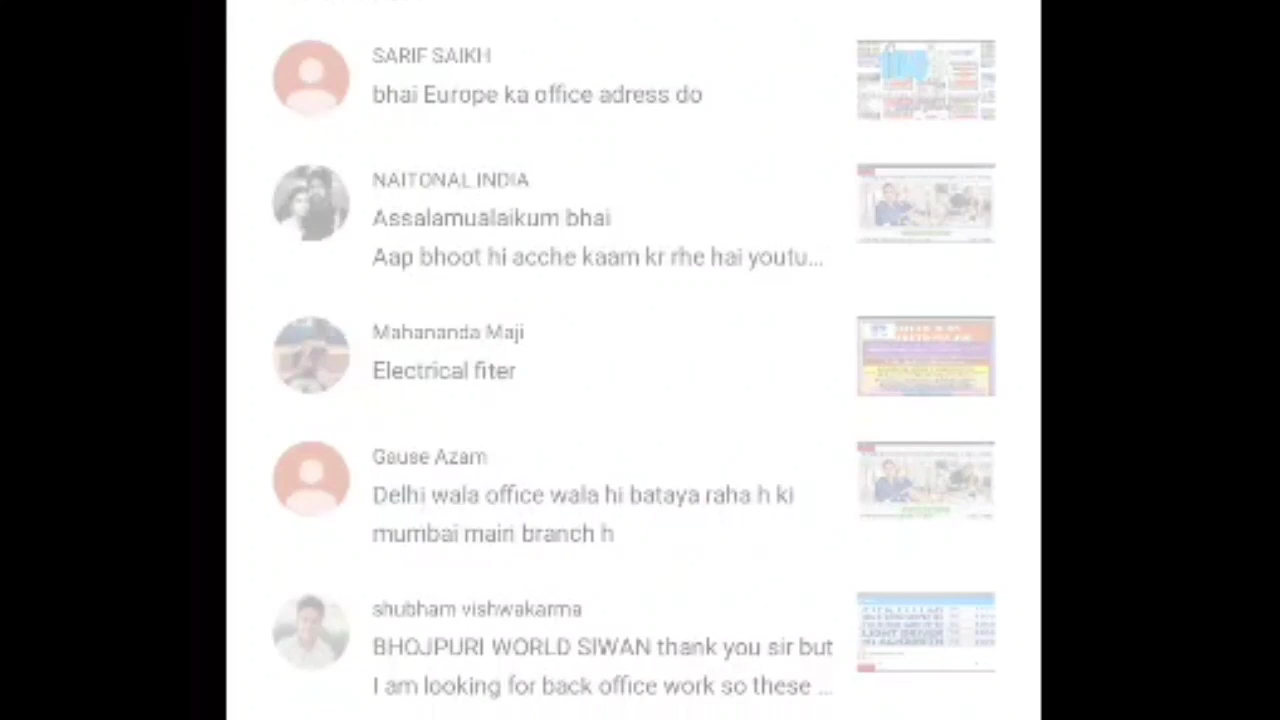 SARIF SAIKH
bhai Europe ka office adress do
NAITONAL INDIA
Assalamualaikum bhai
Aap bhoot hi acche kaam kr rhe hai youtu...
Mahananda Maji
Electrical fiter
Gause Azam
Delhi wala office wala hi bataya raha h ki
mumbai main branch h
shubham vishwakarma
BHOJPURI WORLD SIWAN thank you sir but
I am looking for back office work so these ...